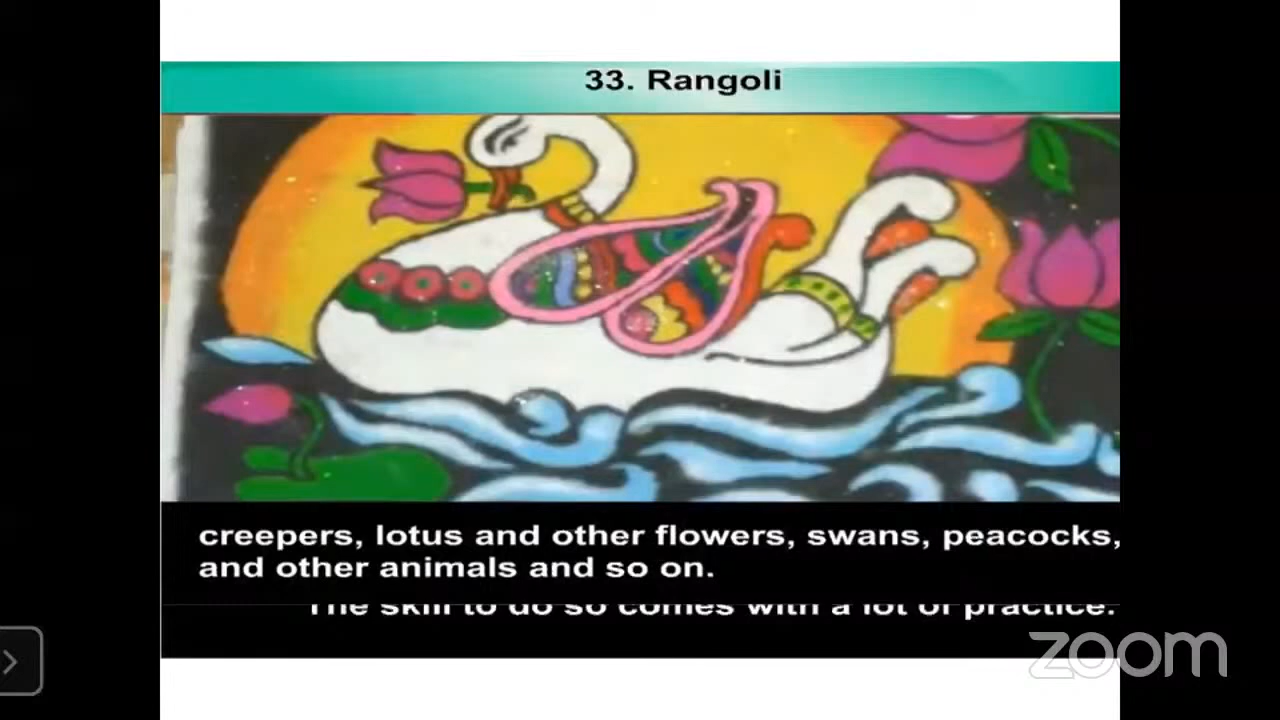 33. Rangoli
creepers, lotus and other flowers, swans, peacocks,
and other animals and so on.
The skill to do so comes with a lot of practice.
zoom